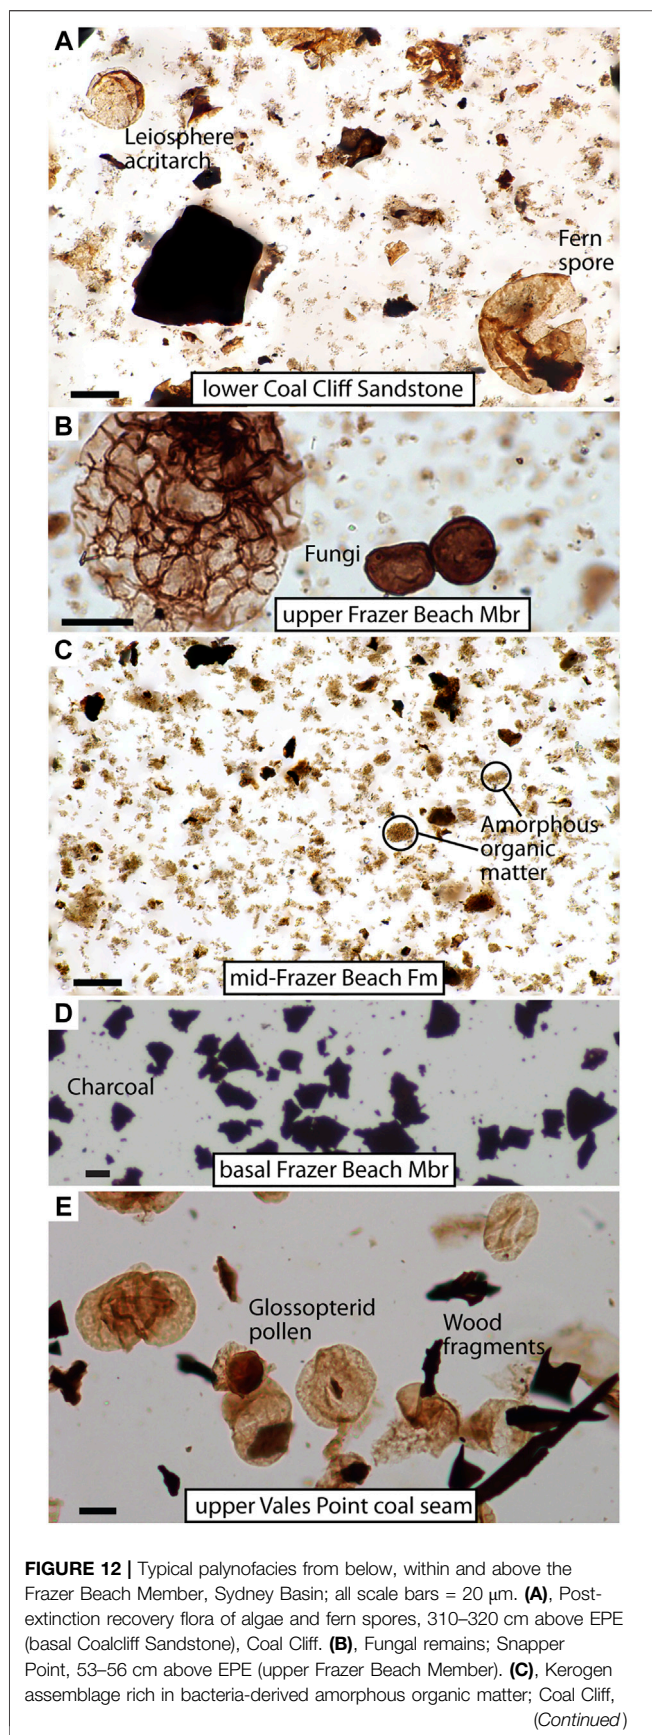 A
Leiosphere
acritarch
Fern
spore
lower Coal Cliff Sandstone
B
Fungi
upper Frazer Beach Mbr
C
Amorphous
organic
matter
mid-Frazer Beach Fm
D
Charcoal
basal Frazer Beach Mbr
E
Glossopterid
pollen
Wood
fragments
upper Vales Point coal seam
FIGURE 12 | Typical palynofacies from below, within and above the
Frazer Beach Member, Sydney Basin; all scale bars = 20 μm. (A), Post-
extinction recovery flora of algae and fern spores, 310–320 cm above EPE
(basal Coalcliff Sandstone), Coal Cliff. (B), Fungal remains; Snapper
Point, 53–56 cm above EPE (upper Frazer Beach Member). (C), Kerogen
assemblage rich in bacteria-derived amorphous organic matter; Coal Cliff,
(Continued)